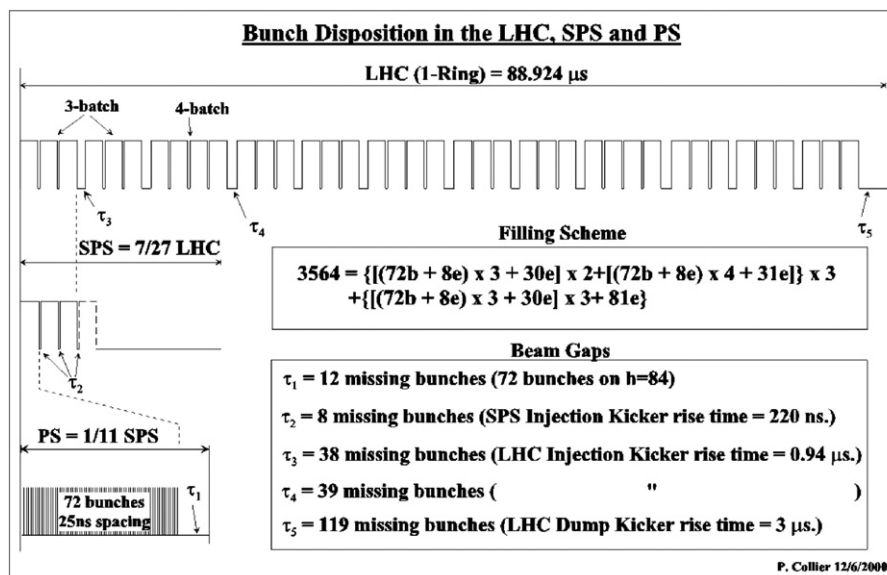 Bunch Disposition in the LHC, SPS and PS
LHC (1-Ring) = 88.924 μs
3-batch
4-batch
τ3
τ4
τ5
SPS = 7/27 LHC
Filling Scheme
3564 = {[(72b + 8e) x 3 + 30e] x 2+[(72b + 8e) x 4 + 31e]} x 3
+{[(72b + 8e) x 3 + 30e] x 3+ 81e}
τ2
Beam Gaps
τ1 = 12 missing bunches (72 bunches on h=84)
τ2 = 8 missing bunches (SPS Injection Kicker rise time = 220 ns.)
τ3 = 38 missing bunches (LHC Injection Kicker rise time = 0.94 μs.)
τ4 = 39 missing bunches ( " )
τ5 = 119 missing bunches (LHC Dump Kicker rise time = 3 μs.)
PS = 1/11 SPS
τ1
72 bunches
25ns spacing
P. Collier 12/6/2000